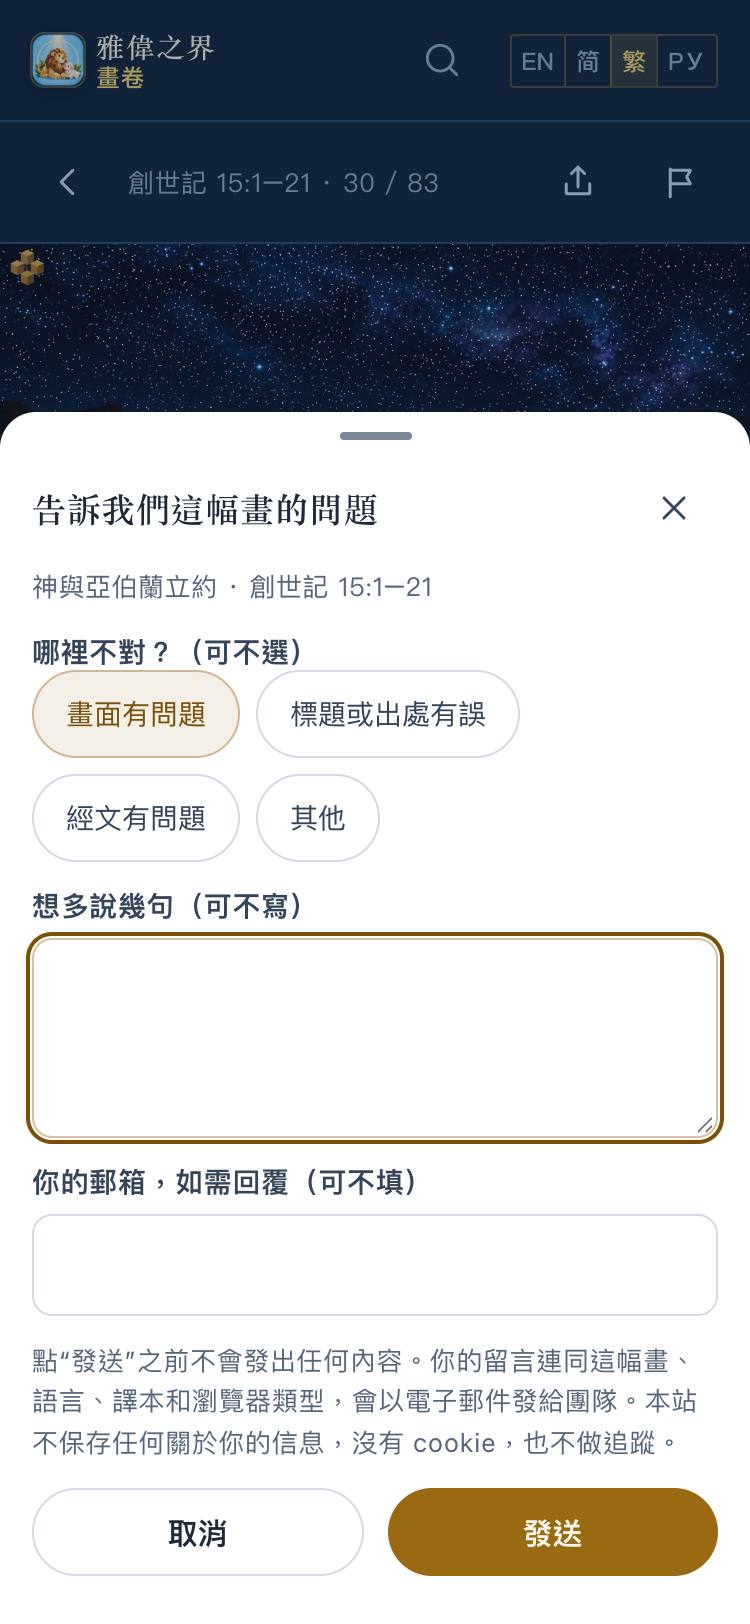 雅偉之界
畫卷
EN 简 繁 РУ
創世記 15:1—21 · 30 / 83
告訴我們這幅畫的問題
神與亞伯蘭立約 · 創世記 15:1—21
哪裡不對？（可不選）
畫面有問題 標題或出處有誤
經文有問題 其他
想多說幾句（可不寫）
你的郵箱，如需回覆（可不填）
點“發送”之前不會發出任何內容。你的留言連同這幅畫、
語言、譯本和瀏覽器類型，會以電子郵件發給團隊。本站
不保存任何關於你的信息，沒有 cookie，也不做追蹤。
取消 發送